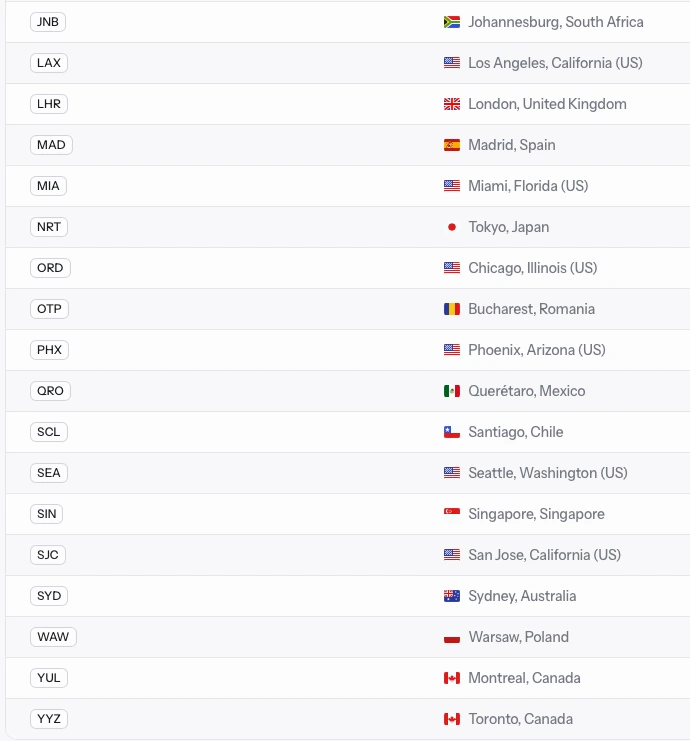 JNB Johannesburg, South Africa
LAX Los Angeles, California (US)
LHR London, United Kingdom
MAD Madrid, Spain
MIA Miami, Florida (US)
NRT Tokyo, Japan
ORD Chicago, Illinois (US)
OTP Bucharest, Romania
PHX Phoenix, Arizona (US)
QRO Querétaro, Mexico
SCL Santiago, Chile
SEA Seattle, Washington (US)
SIN Singapore, Singapore
SJC San Jose, California (US)
SYD Sydney, Australia
WAW Warsaw, Poland
YUL Montreal, Canada
YYZ Toronto, Canada